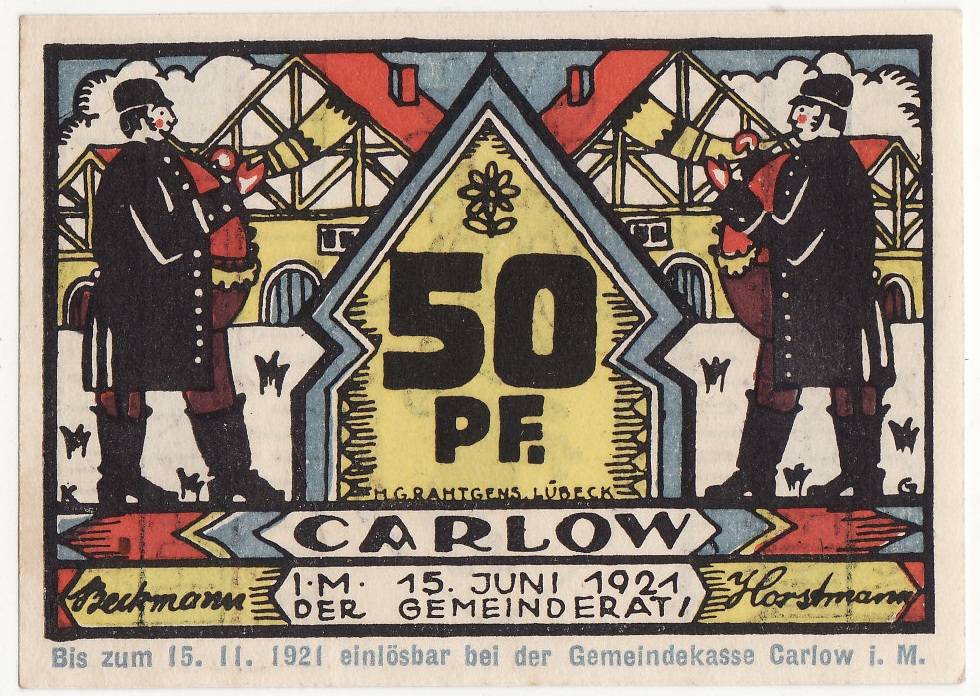 50
PF.
K
G
H.G.RAHTGENS. LÜBECK
CARLOW
Beckmann
I.M. 15. JUNI 1921
DER GEMEINDERAT/
Horstmann
Bis zum 15. 11. 1921 einlösbar bei der Gemeindekasse Carlow i. M.